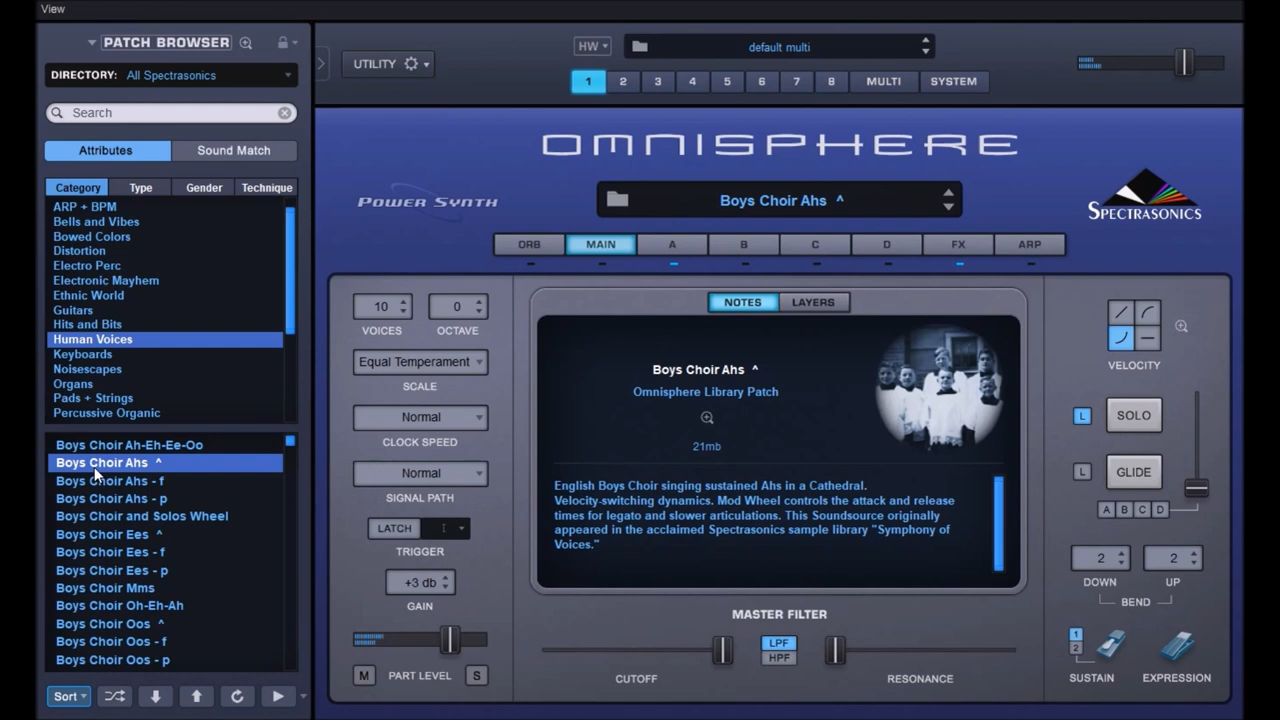 View
PATCH BROWSER
DIRECTORY: All Spectrasonics
Search
Attributes
Sound Match
Category
Type
Gender
Technique
ARP + BPM
Bells and Vibes
Bowed Colors
Distortion
Electro Perc
Electronic Mayhem
Ethnic World
Guitars
Hits and Bits
Human Voices
Keyboards
Noisescapes
Organs
Pads + Strings
Percussive Organic
Boys Choir Ah-Eh-Ee-Oo
Boys Choir Ahs ^
Boys Choir Ahs - f
Boys Choir Ahs - p
Boys Choir and Solos Wheel
Boys Choir Ees ^
Boys Choir Ees - f
Boys Choir Ees - p
Boys Choir Mms
Boys Choir Oh-Eh-Ah
Boys Choir Oos ^
Boys Choir Oos - f
Boys Choir Oos - p
Sort
UTILITY
HW
default multi
1 2 3 4 5 6 7 8 MULTI SYSTEM
OMNISPHERE
POWER SYNTH
Boys Choir Ahs ^
SPECTRASONICS
ORB MAIN A B C D FX ARP
10
0
VOICES
OCTAVE
Equal Temperament
SCALE
Normal
CLOCK SPEED
Normal
SIGNAL PATH
LATCH
TRIGGER
+3 db
GAIN
M PART LEVEL S
NOTES
LAYERS
Boys Choir Ahs ^
Omnisphere Library Patch
21mb
English Boys Choir singing sustained Ahs in a Cathedral.
Velocity-switching dynamics. Mod Wheel controls the attack and release
times for legato and slower articulations. This Soundsource originally
appeared in the acclaimed Spectrasonics sample library "Symphony of
Voices."
MASTER FILTER
LPF
HPF
CUTOFF
RESONANCE
VELOCITY
L SOLO
L GLIDE
A B C D
2
2
DOWN
UP
BEND
1
2
SUSTAIN
EXPRESSION